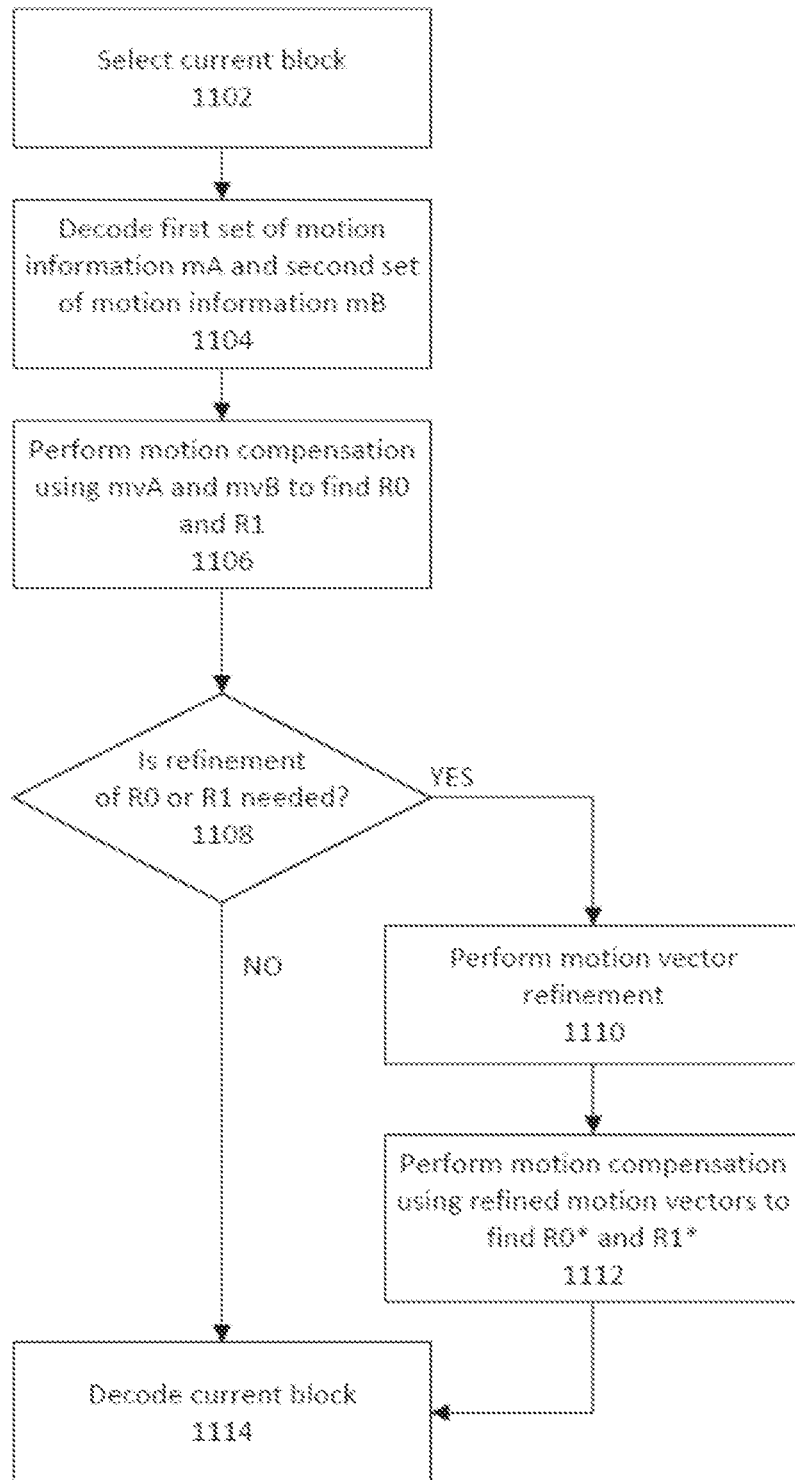 Select current block
1102
Decode first set of motion
information mA and second set
of motion information mB
1104
Perform motion compensation
using mvA and mvB to find R0
and R1
1106
Is refinement
of R0 or R1 needed?
1108
YES
NO
Perform motion vector
refinement
1110
Perform motion compensation
using refined motion vectors to
find R0* and R1*
1112
Decode current block
1114